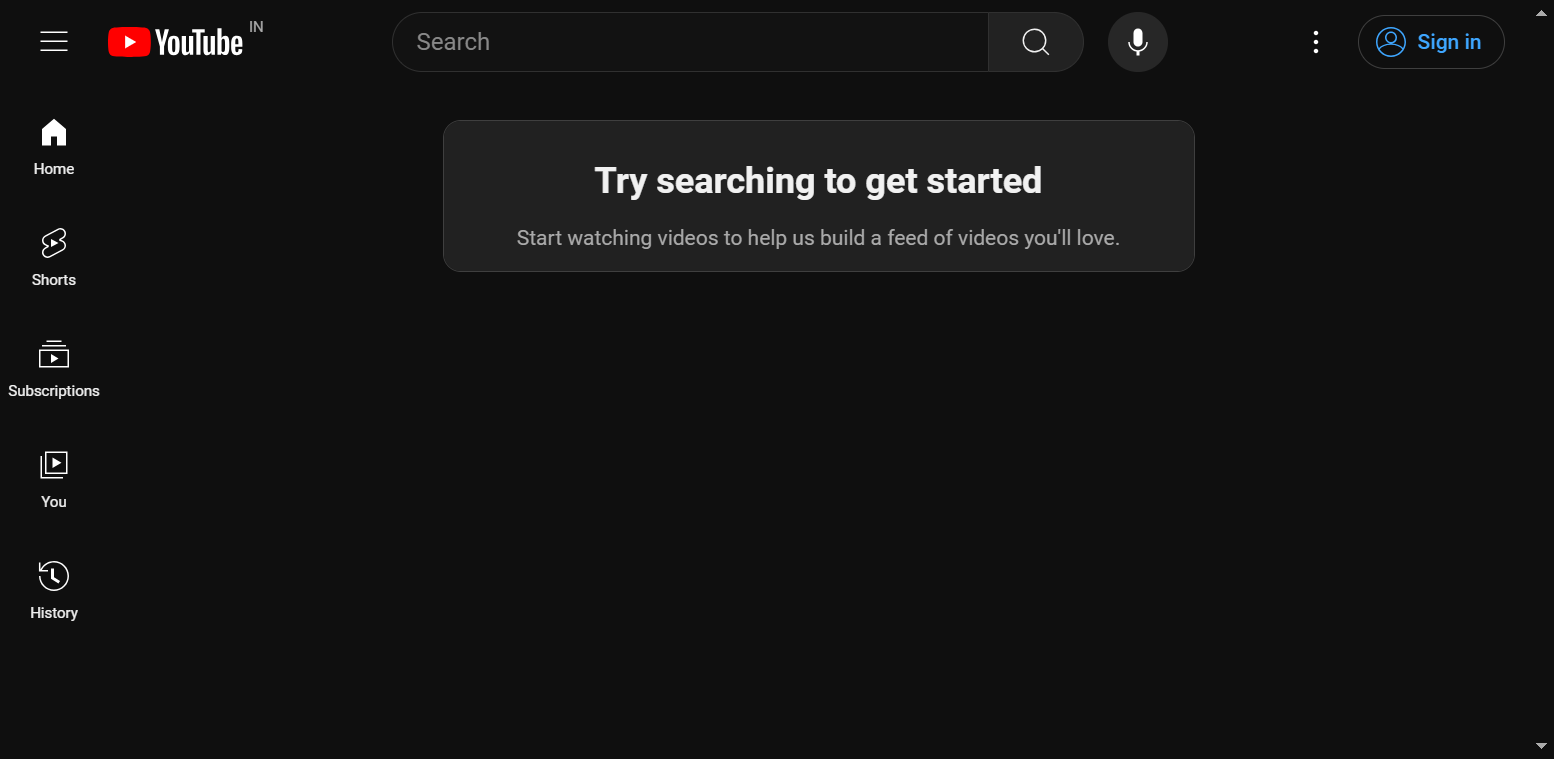 YouTube IN
Search
Sign in
Home
Shorts
Subscriptions
You
History
Try searching to get started
Start watching videos to help us build a feed of videos you'll love.